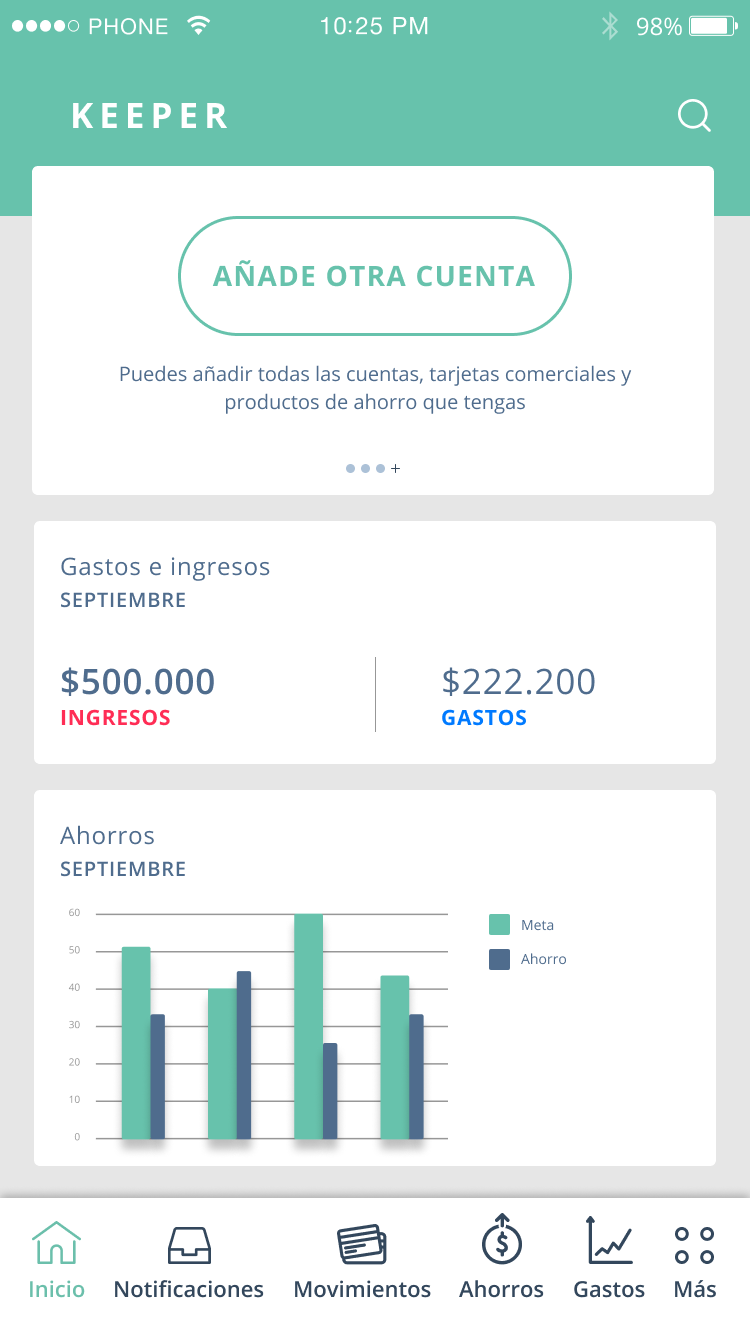 PHONE 10:25 PM 98%
KEEPER
AÑADE OTRA CUENTA
Puedes añadir todas las cuentas, tarjetas comerciales y
productos de ahorro que tengas
+
Gastos e ingresos
SEPTIEMBRE
$500.000 $222.200
INGRESOS GASTOS
Ahorros
SEPTIEMBRE
60
50
40
30
20
10
0
Meta
Ahorro
Inicio Notificaciones Movimientos Ahorros Gastos Más